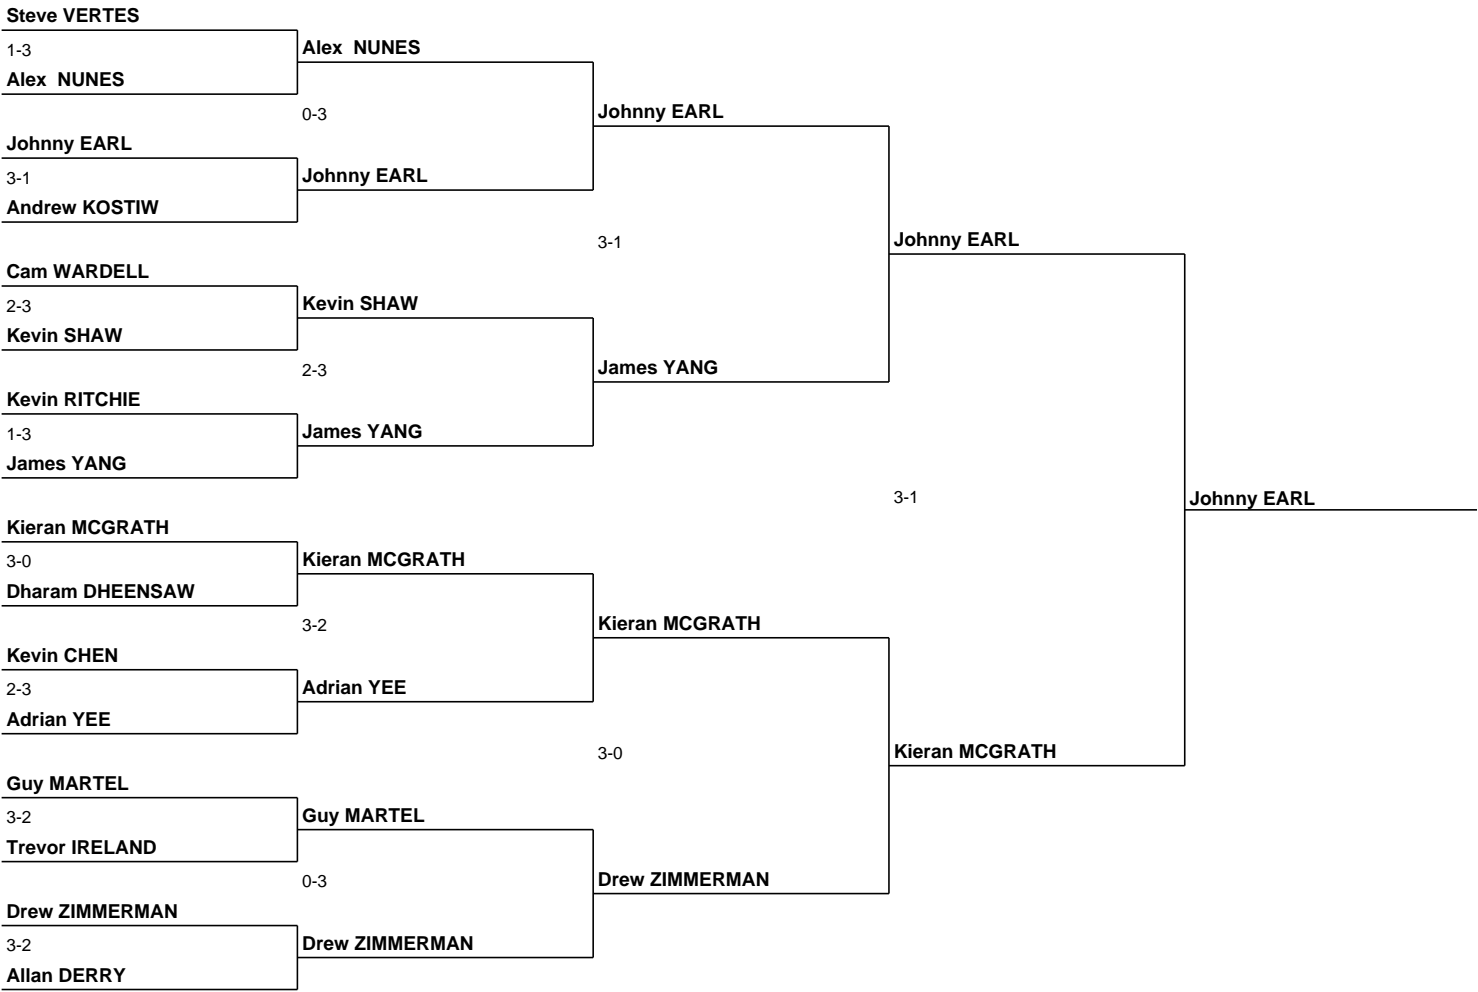 Steve VERTES
1-3
Alex  NUNES
Johnny EARL
3-1
Andrew KOSTIW
Cam WARDELL
2-3
Kevin SHAW
Kevin RITCHIE
1-3
James YANG
Kieran MCGRATH
3-0
Dharam DHEENSAW
Kevin CHEN
2-3
Adrian YEE
Guy MARTEL
3-2
Trevor IRELAND
Drew ZIMMERMAN
3-2
Allan DERRY
Alex  NUNES
0-3
Johnny EARL
Kevin SHAW
2-3
James YANG
Kieran MCGRATH
3-2
Adrian YEE
Guy MARTEL
0-3
Drew ZIMMERMAN
Johnny EARL
3-1
James YANG
Kieran MCGRATH
3-0
Drew ZIMMERMAN
Johnny EARL
3-1
Kieran MCGRATH
Johnny EARL